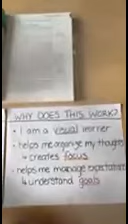 WHY DOES THIS WORK?
• I am a visual learner
• helps me organize my thoughts
↳ creates focus
• helps me manage expectations
↳ understand goals